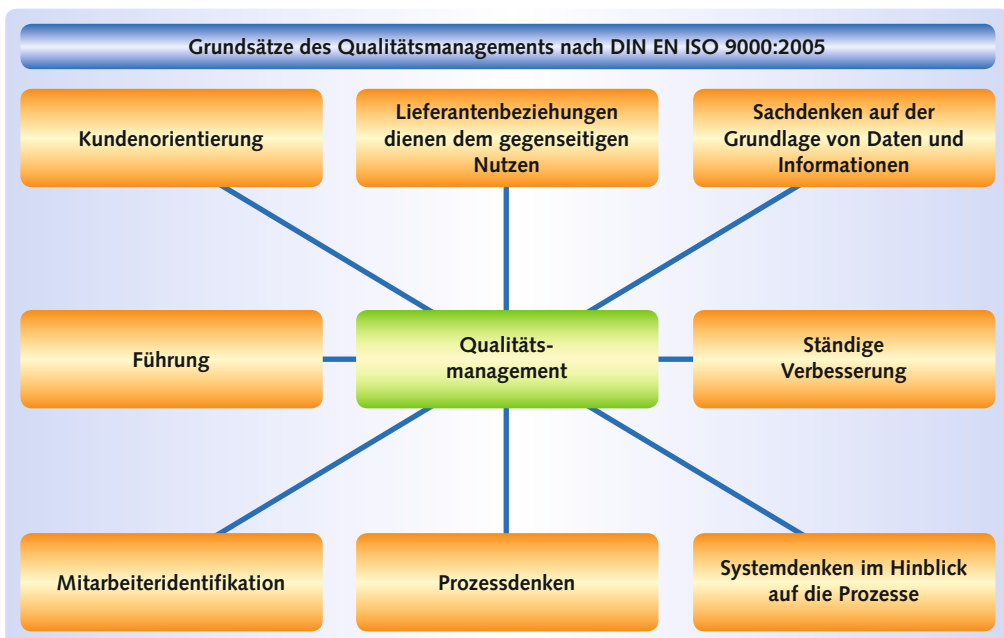 Grundsätze des Qualitätsmanagements nach DIN EN ISO 9000:2005
Kundenorientierung
Lieferantenbeziehungen
dienen dem gegenseitigen
Nutzen
Sachdenken auf der
Grundlage von Daten und
Informationen
Führung
Qualitäts-
management
Ständige
Verbesserung
Mitarbeiteridentifikation
Prozessdenken
Systemdenken im Hinblick
auf die Prozesse